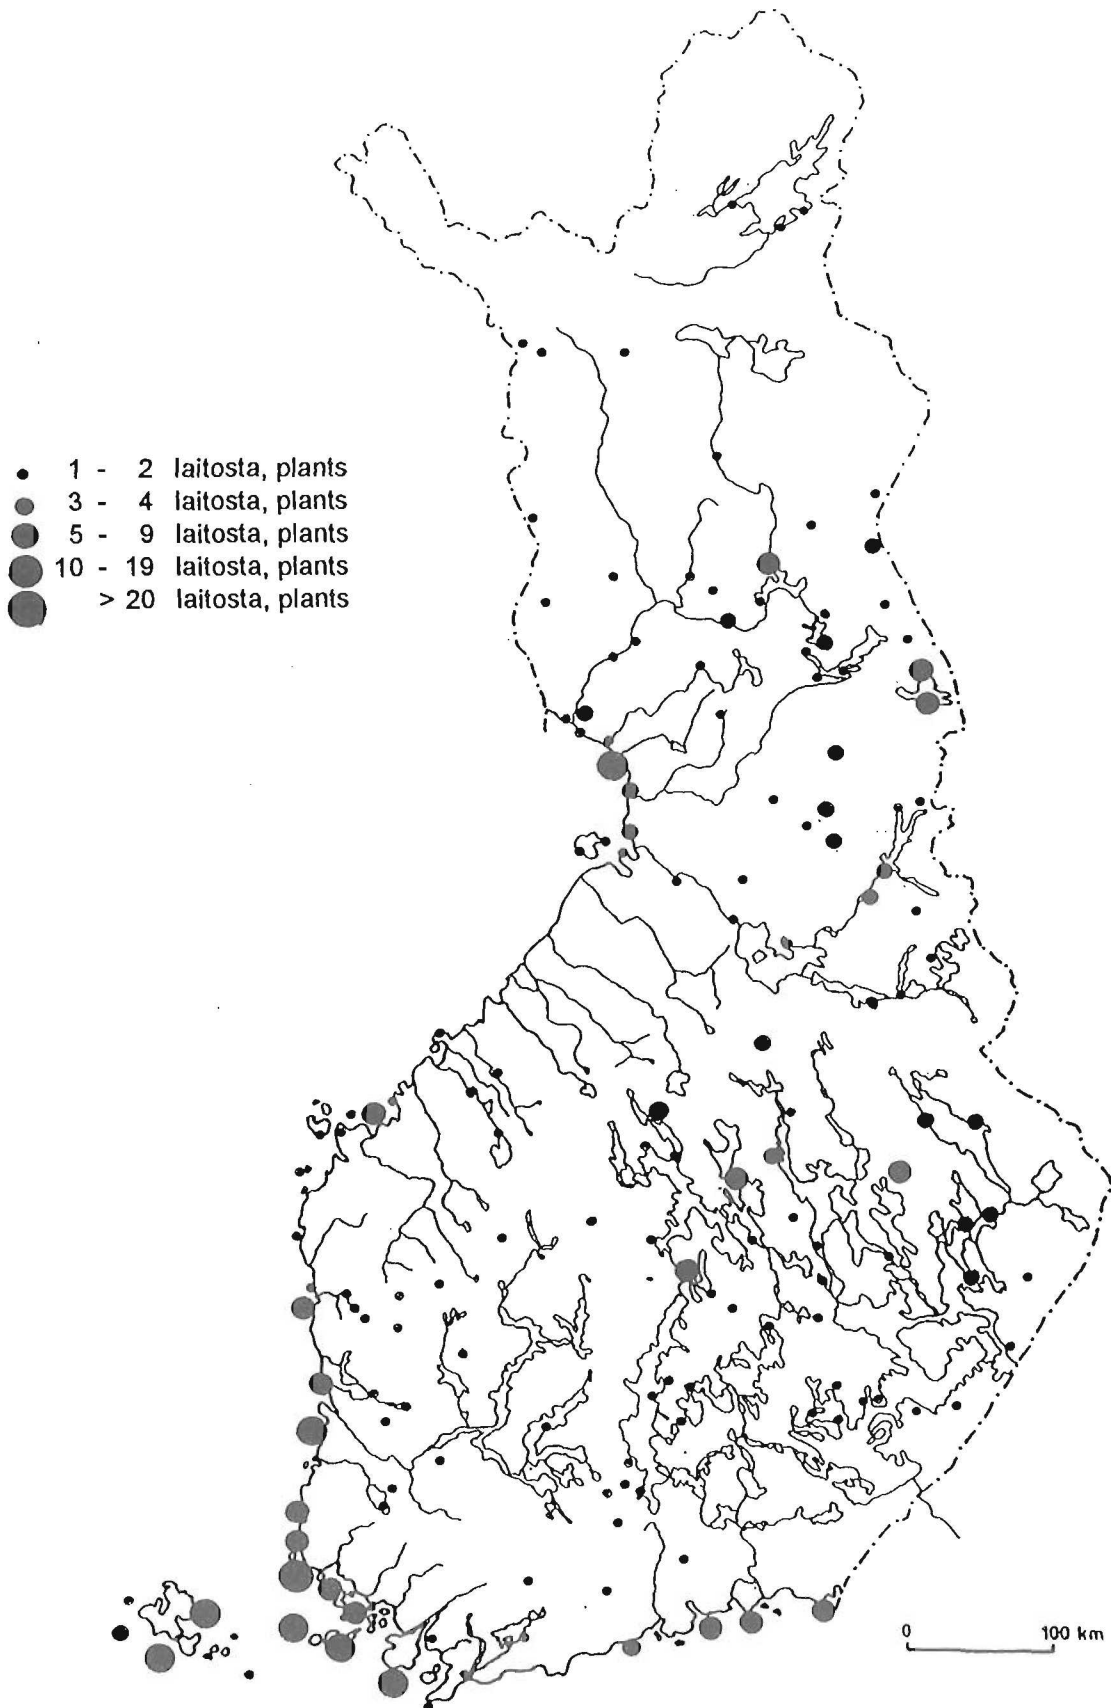 1 - 2 laitosta, plants
3 - 4 laitosta, plants
5 - 9 laitosta, plants
10 - 19 laitosta, plants
> 20 laitosta, plants
0 100 km